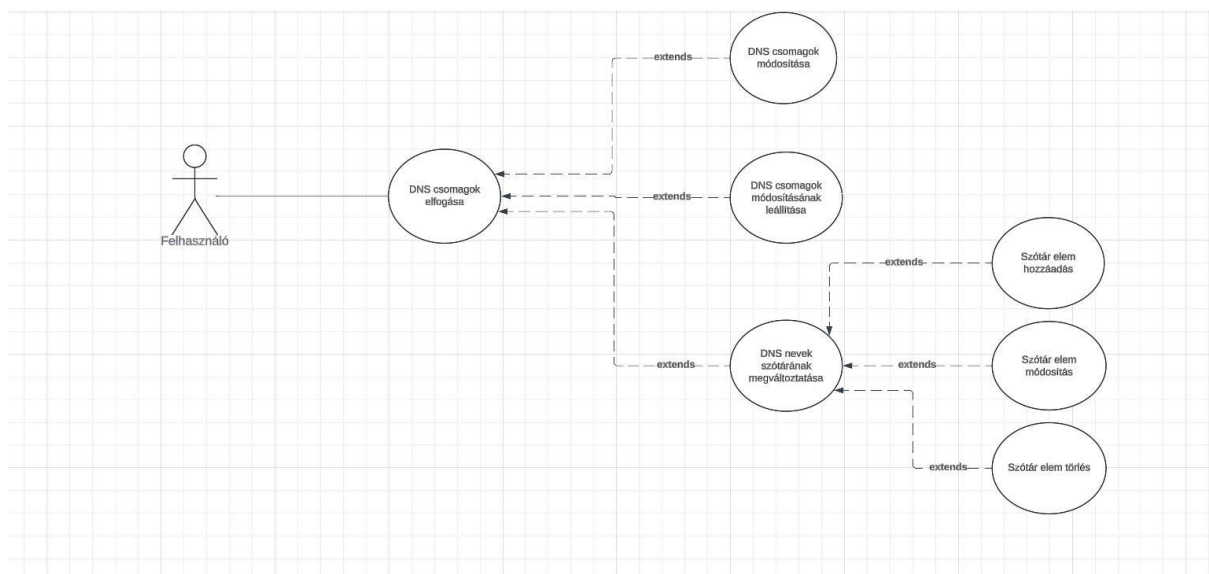 DNS csomagok
módosítása
extends
DNS csomagok
elfogása
extends
DNS csomagok
módosításának
leállítása
Felhasználó
Szótár elem
hozzáadás
extends
DNS nevek
szótárának
megváltoztatása
extends
Szótár elem
módosítás
extends
Szótár elem törlés
extends